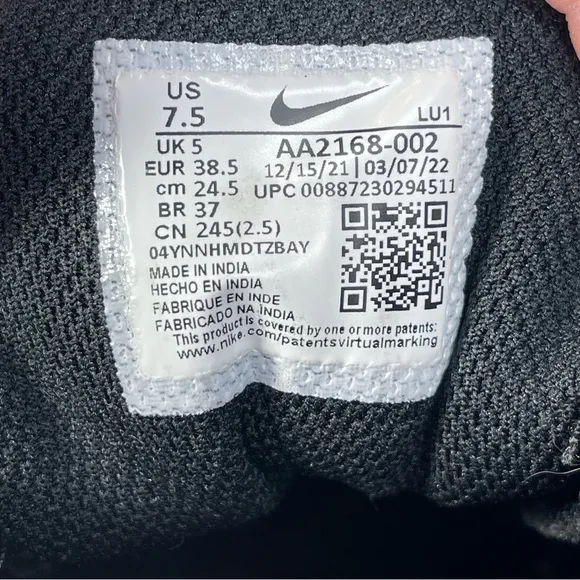 US
7.5
LU1
UK 5
AA2168-002
EUR 38.5
12/15/21 | 03/07/22
cm 24.5
UPC 00887230294511
BR 37
CN 245(2.5)
04YNNHMDTZBAY
MADE IN INDIA
HECHO EN INDIA
FABRIQUE EN INDE
FABRICADO NA INDIA
This product is covered by one or more patents:
www.nike.com/patentsvirtualmarking